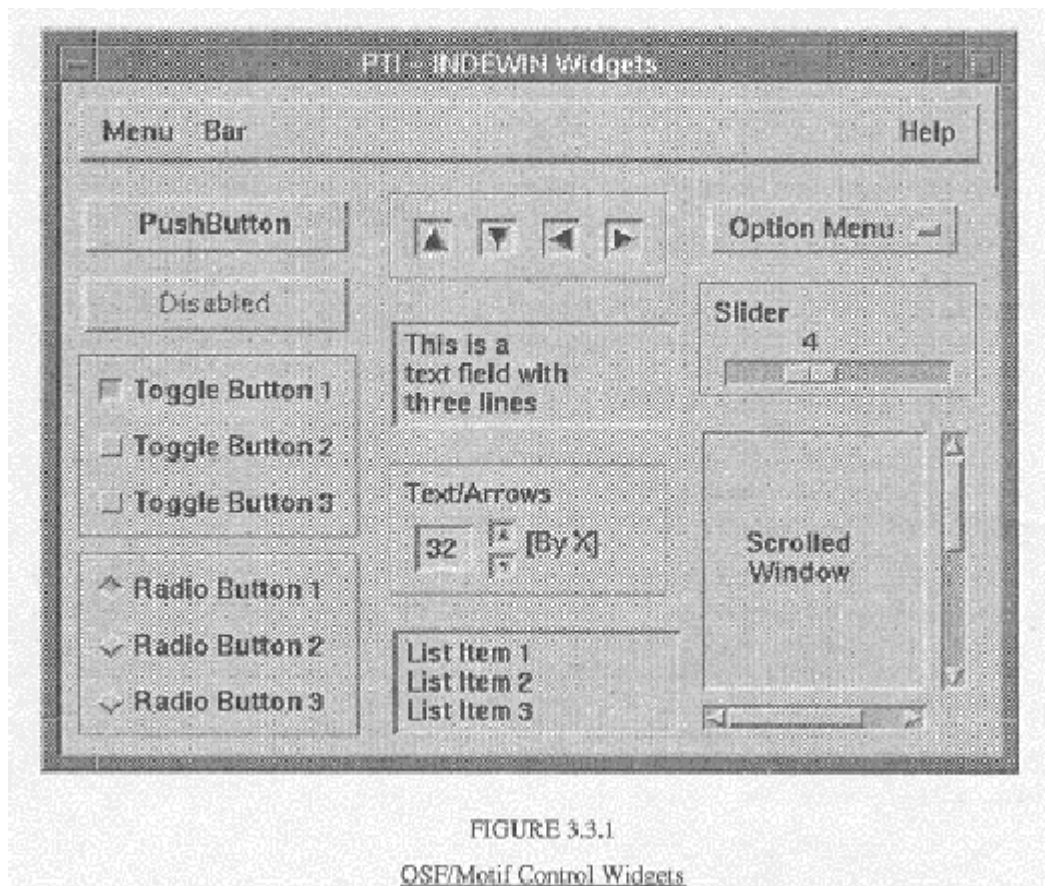 PTI - INDEWIN Widgets
Menu Bar Help
PushButton
Disabled
Toggle Button 1
Toggle Button 2
Toggle Button 3
Radio Button 1
Radio Button 2
Radio Button 3
This is a
text field with
three lines
Text/Arrows
32 [By X]
List Item 1
List Item 2
List Item 3
Option Menu
Slider
4
Scrolled
Window
FIGURE 3.3.1
OSF/Motif Control Widgets